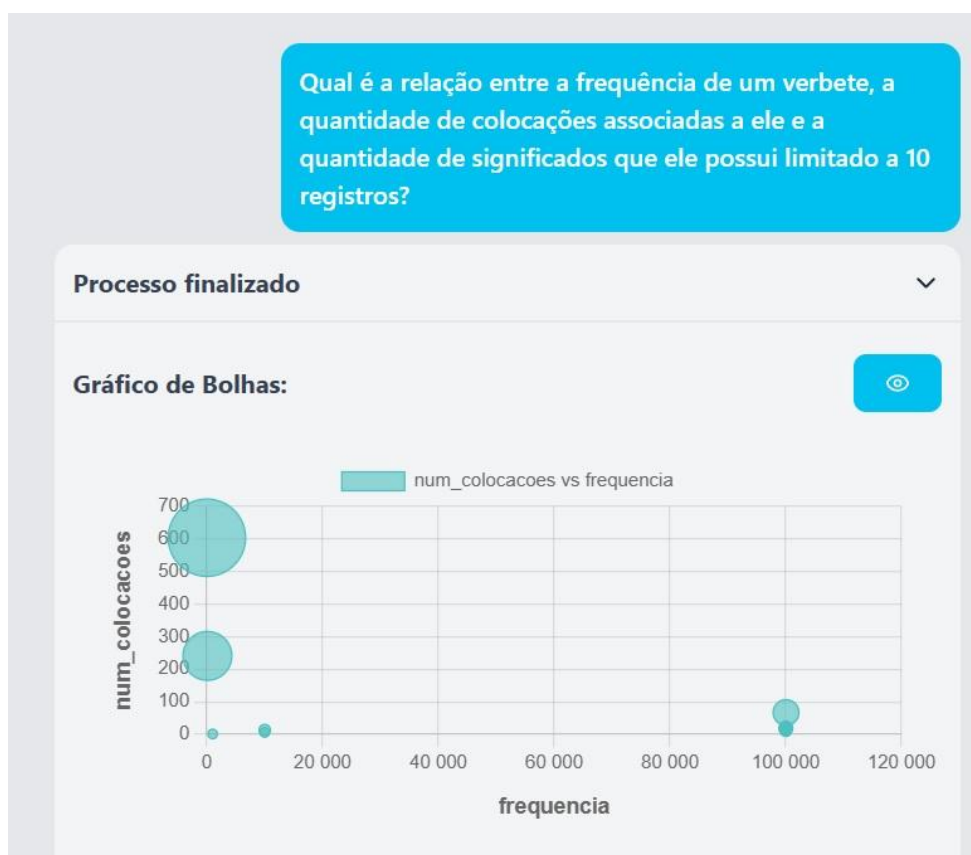 Qual é a relação entre a frequência de um verbete, a
quantidade de colocações associadas a ele e a
quantidade de significados que ele possui limitado a 10
registros?
Processo finalizado
Gráfico de Bolhas:
num_colocacoes vs frequencia
700
600
500
400
300
200
100
0
num_colocacoes
0 20 000 40 000 60 000 80 000 100 000 120 000
frequencia